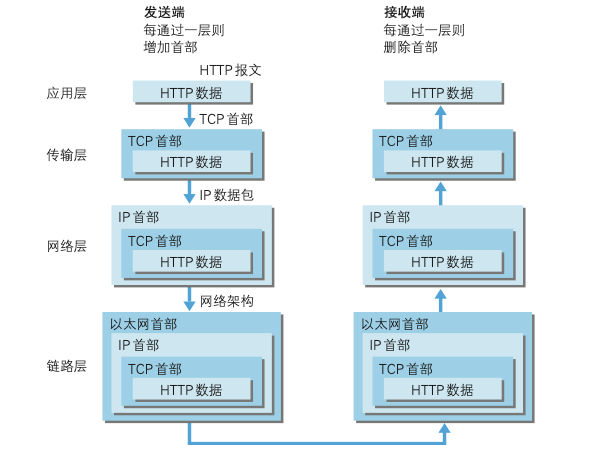 发送端
每通过一层则
增加首部
接收端
每通过一层则
删除首部
HTTP 报文
应用层
HTTP 数据
HTTP 数据
TCP 首部
传输层
TCP 首部
HTTP 数据
TCP 首部
HTTP 数据
IP 数据包
网络层
IP 首部
TCP 首部
HTTP 数据
IP 首部
TCP 首部
HTTP 数据
网络架构
链路层
以太网首部
IP 首部
TCP 首部
HTTP 数据
以太网首部
IP 首部
TCP 首部
HTTP 数据